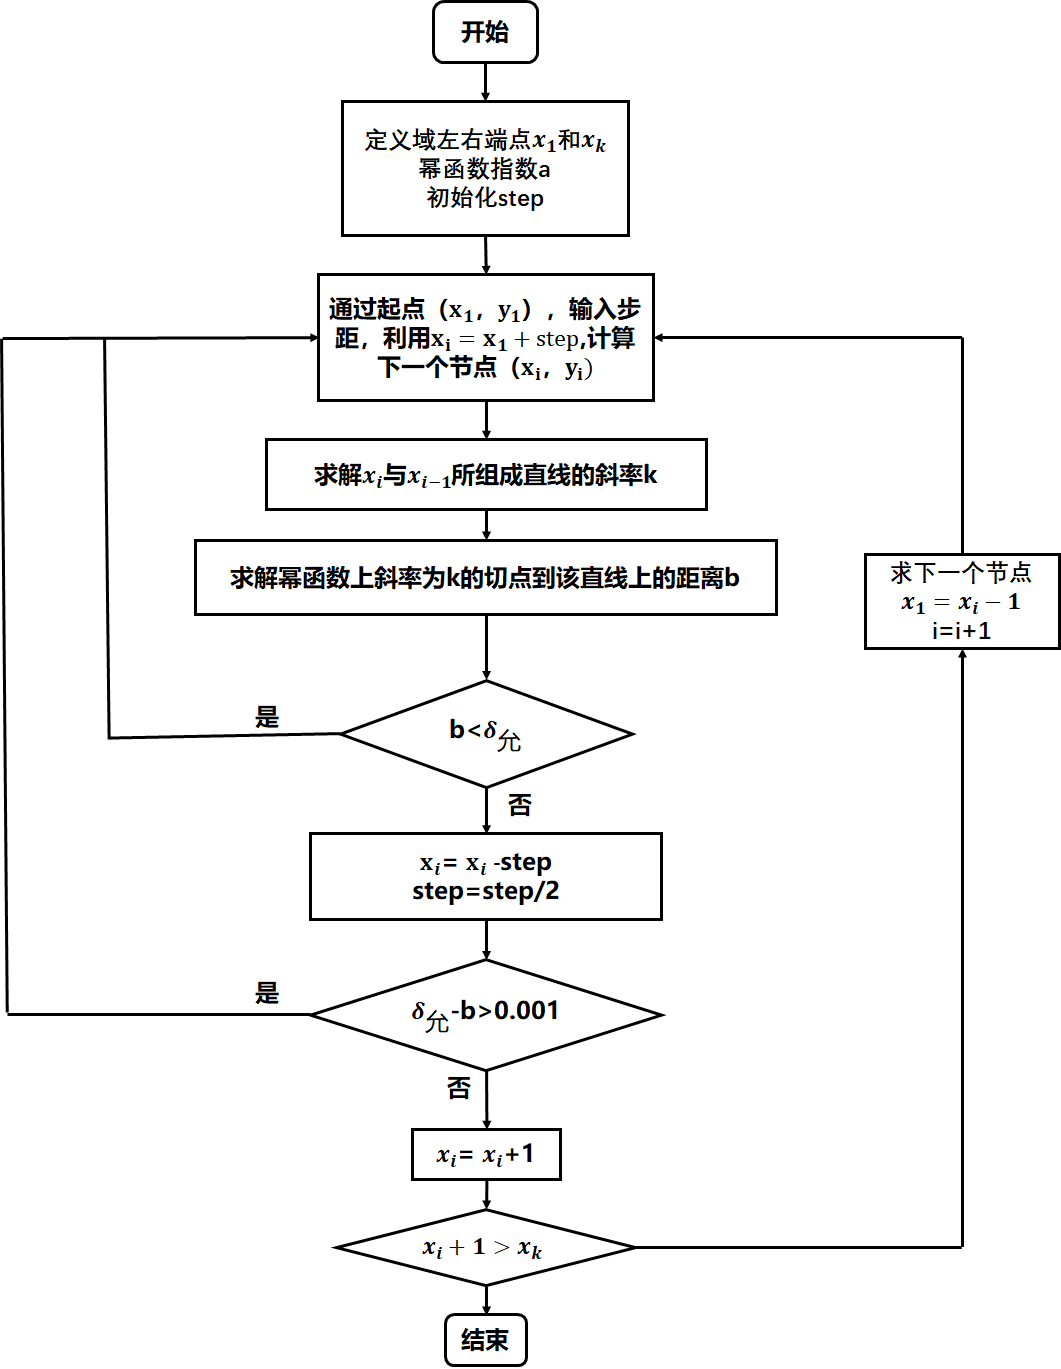 开始
定义域左右端点x₁和xₖ
幂函数指数a
初始化step
通过起点（x₁，y₁），输入步
距，利用xᵢ = x₁ + step,计算
下一个节点（xᵢ，yᵢ)
求解xᵢ与xᵢ₋₁所组成直线的斜率k
求解幂函数上斜率为k的切点到该直线上的距离b
求下一个节点
x₁ = xᵢ − 1
i=i+1
是
b<δ允
否
xᵢ= xᵢ -step
step=step/2
是
δ允-b>0.001
否
xᵢ= xᵢ+1
xᵢ + 1 > xₖ
结束